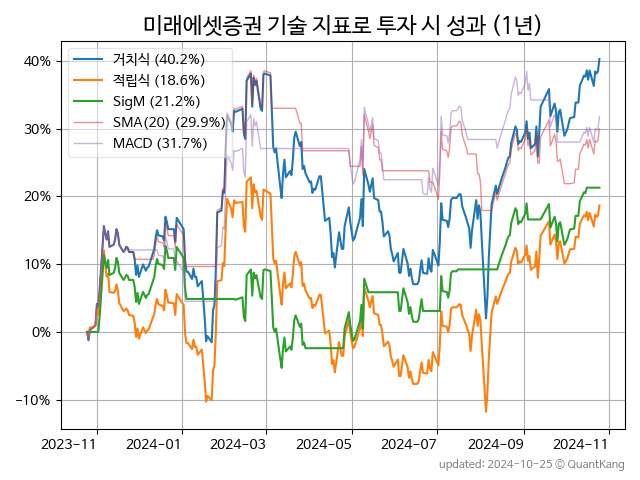 미래에셋증권 기술 지표로 투자 시 성과 (1년)
거치식 (40.2%)
적립식 (18.6%)
SigM (21.2%)
SMA(20) (29.9%)
MACD (31.7%)
40%
30%
20%
10%
0%
−10%
2023-11
2024-01
2024-03
2024-05
2024-07
2024-09
2024-11
updated: 2024-10-25 © QuantKang